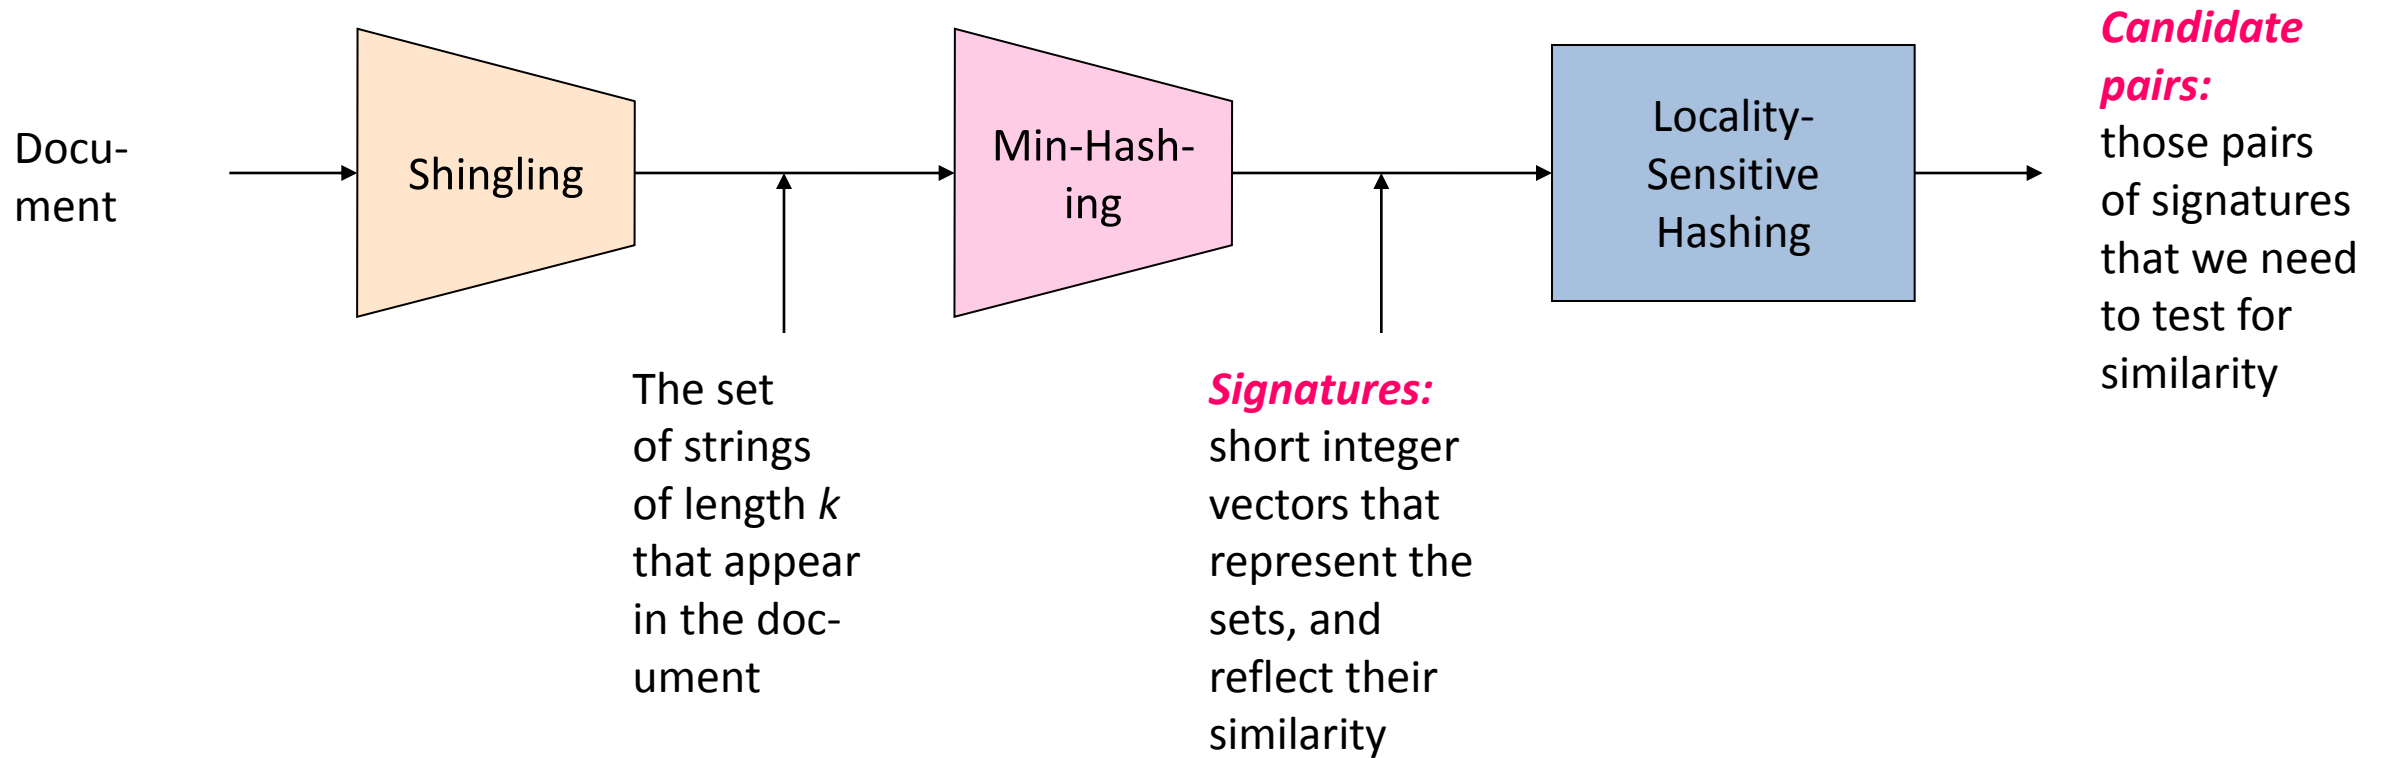 Docu-
ment
Shingling
The set
of strings
of length k
that appear
in the doc-
ument
Min-Hash-
ing
Signatures:
short integer
vectors that
represent the
sets, and
reflect their
similarity
Locality-
Sensitive
Hashing
Candidate
pairs:
those pairs
of signatures
that we need
to test for
similarity